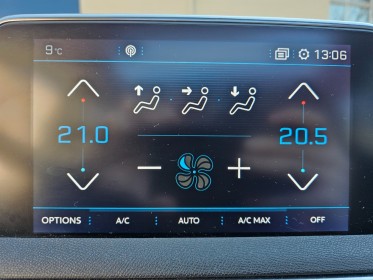 9°C 13:06
21.0 20.5
OPTIONS A/C AUTO A/C MAX OFF